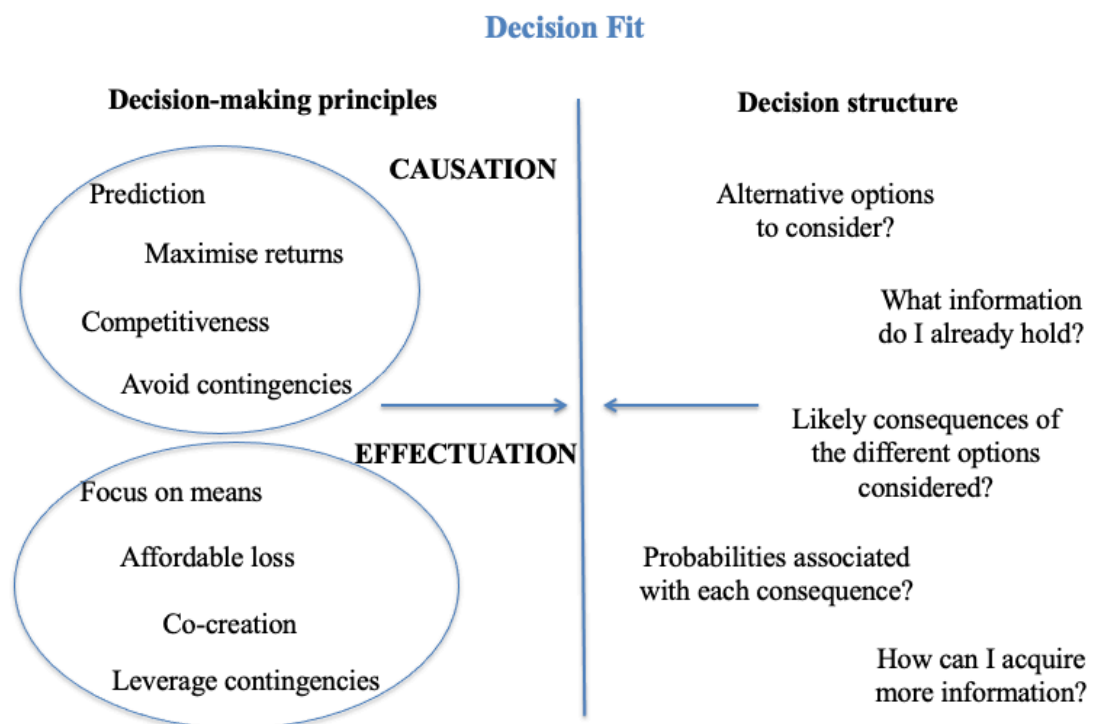 Decision Fit
Decision-making principles
CAUSATION
Prediction
Maximise returns
Competitiveness
Avoid contingencies
EFFECTUATION
Focus on means
Affordable loss
Co-creation
Leverage contingencies
Decision structure
Alternative options
to consider?
What information
do I already hold?
Likely consequences of
the different options
considered?
Probabilities associated
with each consequence?
How can I acquire
more information?